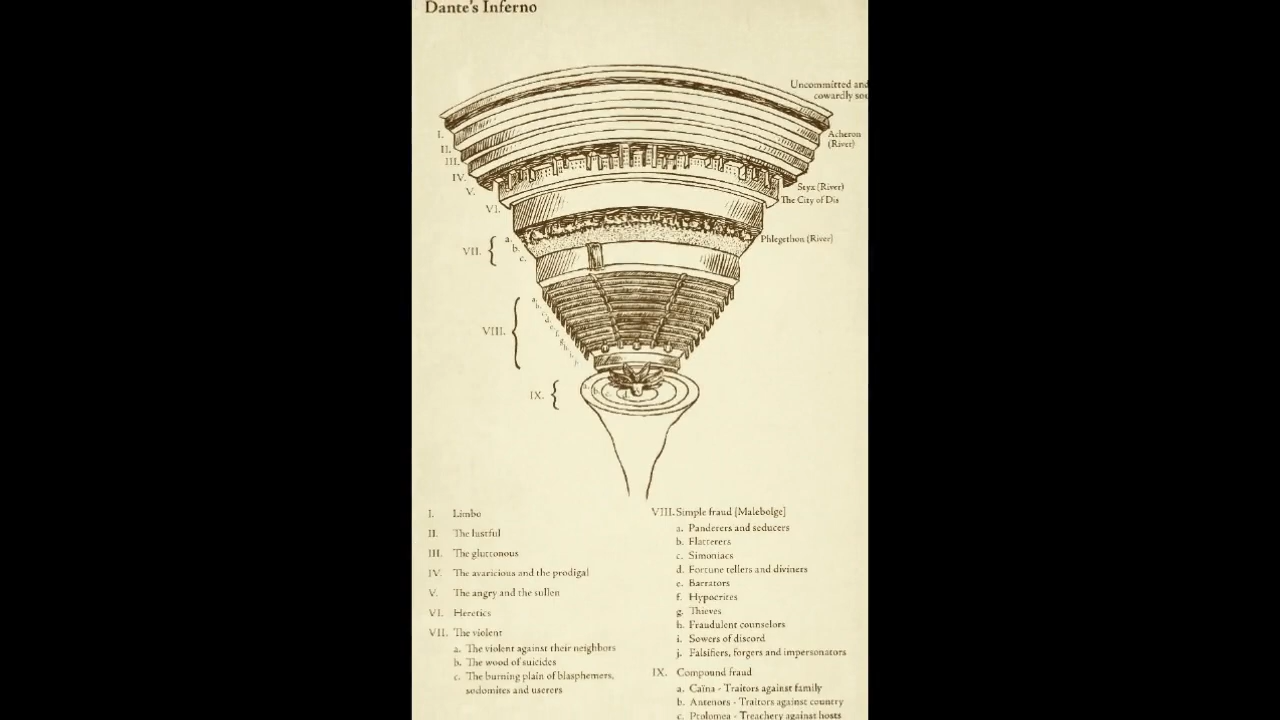 Dante's Inferno
Uncommitted and
cowardly sou
I.
Acheron
(River)
II.
III.
IV.
V.
Styx (River)
The City of Dis
VI.
Phlegethon (River)
VII.
a.
b.
c.
VIII.
IX.
I. Limbo
II. The lustful
III. The gluttonous
IV. The avaricious and the prodigal
V. The angry and the sullen
VI. Heretics
VII. The violent
a. The violent against their neighbors
b. The wood of suicides
c. The burning plain of blasphemers,
sodomites and userers
VIII. Simple fraud [Malebolge]
a. Panderers and seducers
b. Flatterers
c. Simoniacs
d. Fortune tellers and diviners
e. Barrators
f. Hypocrites
g. Thieves
h. Fraudulent counselors
i. Sowers of discord
j. Falsifiers, forgers and impersonators
IX. Compound fraud
a. Caïna - Traitors against family
b. Antenors - Traitors against country
c. Ptolomea - Treachery against hosts